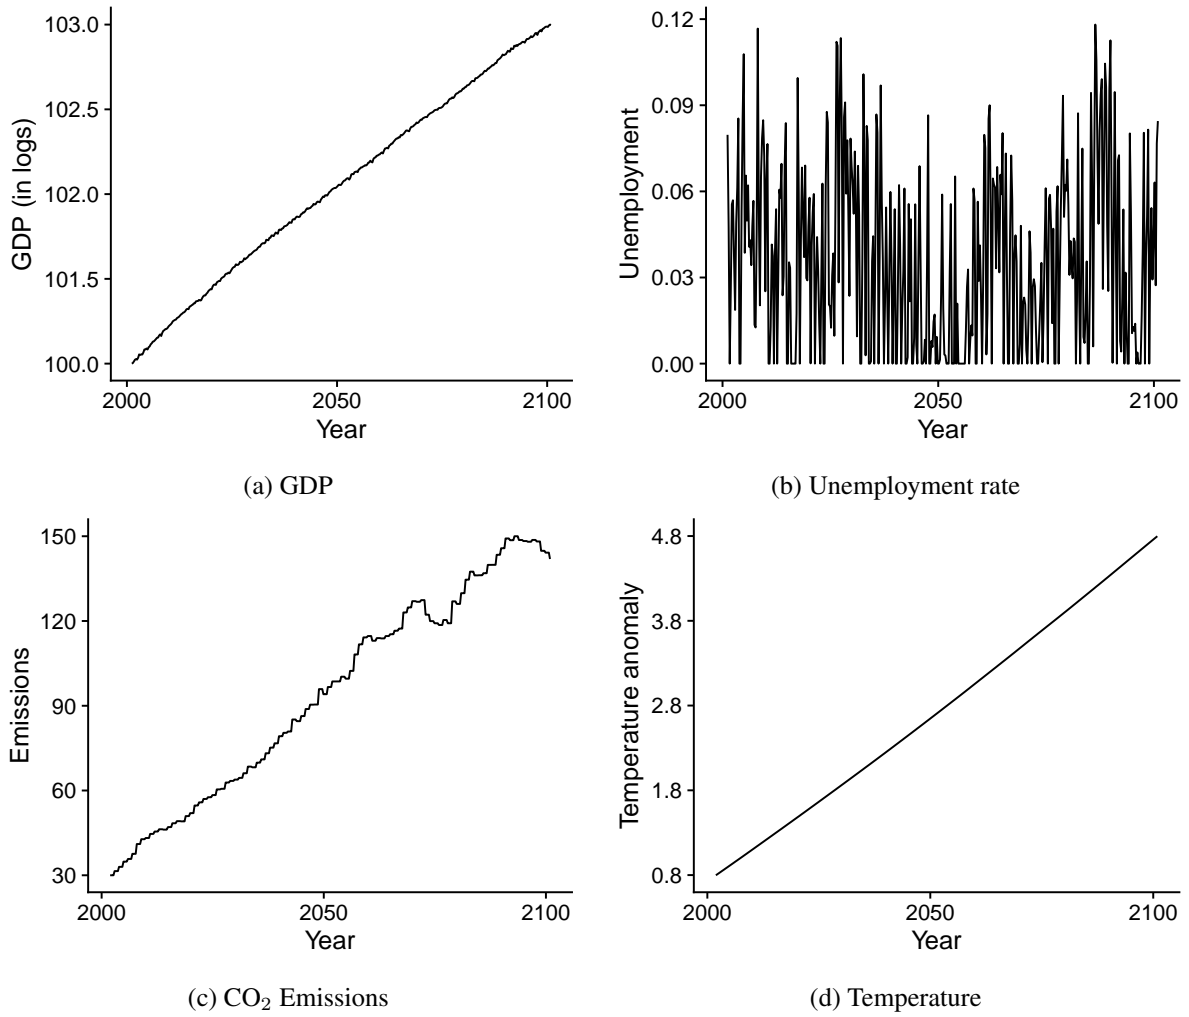 GDP (in logs)
103.0
102.5
102.0
101.5
100.0
2000 2050 2100
Year
(a) GDP
Unemployment
0.12
0.09
0.06
0.03
0.00
2000 2050 2100
Year
(b) Unemployment rate
Emissions
150
120
90
60
30
2000 2050 2100
Year
(c) CO₂ Emissions
Temperature anomaly
4.8
3.8
2.8
1.8
0.8
2000 2050 2100
Year
(d) Temperature